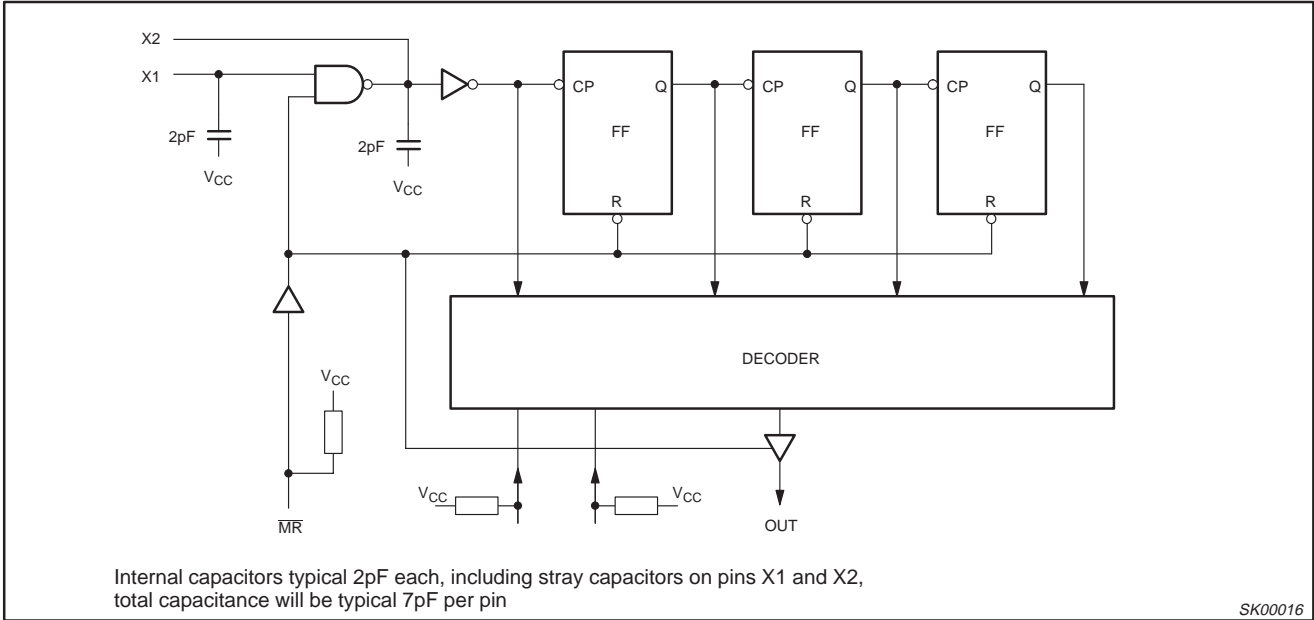 X2
X1
2pF
VCC
2pF
VCC
CP Q
FF
R
CP Q
FF
R
CP Q
FF
R
DECODER
VCC
MR
VCC
VCC
OUT
Internal capacitors typical 2pF each, including stray capacitors on pins X1 and X2,
total capacitance will be typical 7pF per pin
SK00016